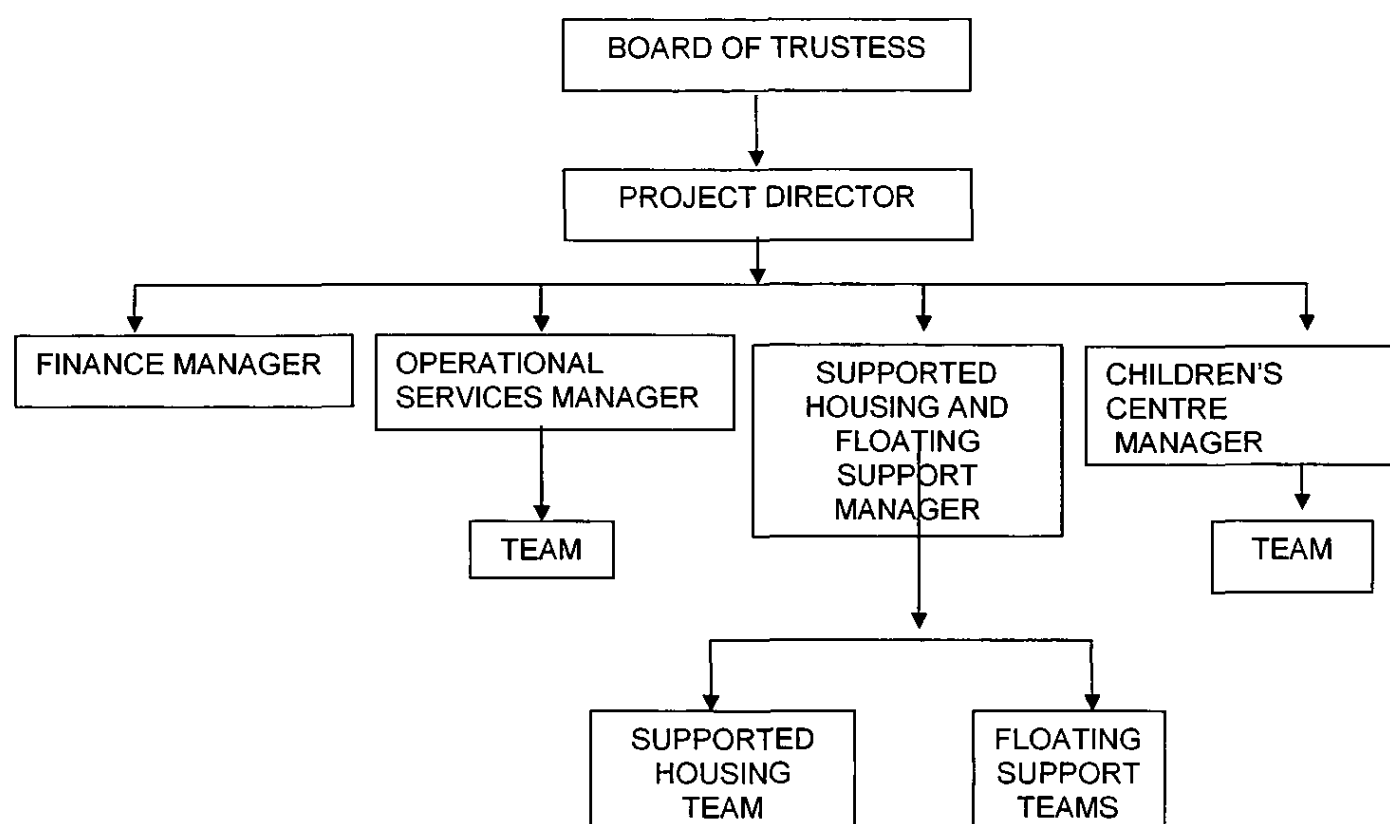 BOARD OF TRUSTESS
PROJECT DIRECTOR
FINANCE MANAGER
OPERATIONAL
SERVICES MANAGER
SUPPORTED
HOUSING AND
FLOATING
SUPPORT
MANAGER
CHILDREN'S
CENTRE
MANAGER
TEAM
TEAM
SUPPORTED
HOUSING
TEAM
FLOATING
SUPPORT
TEAMS